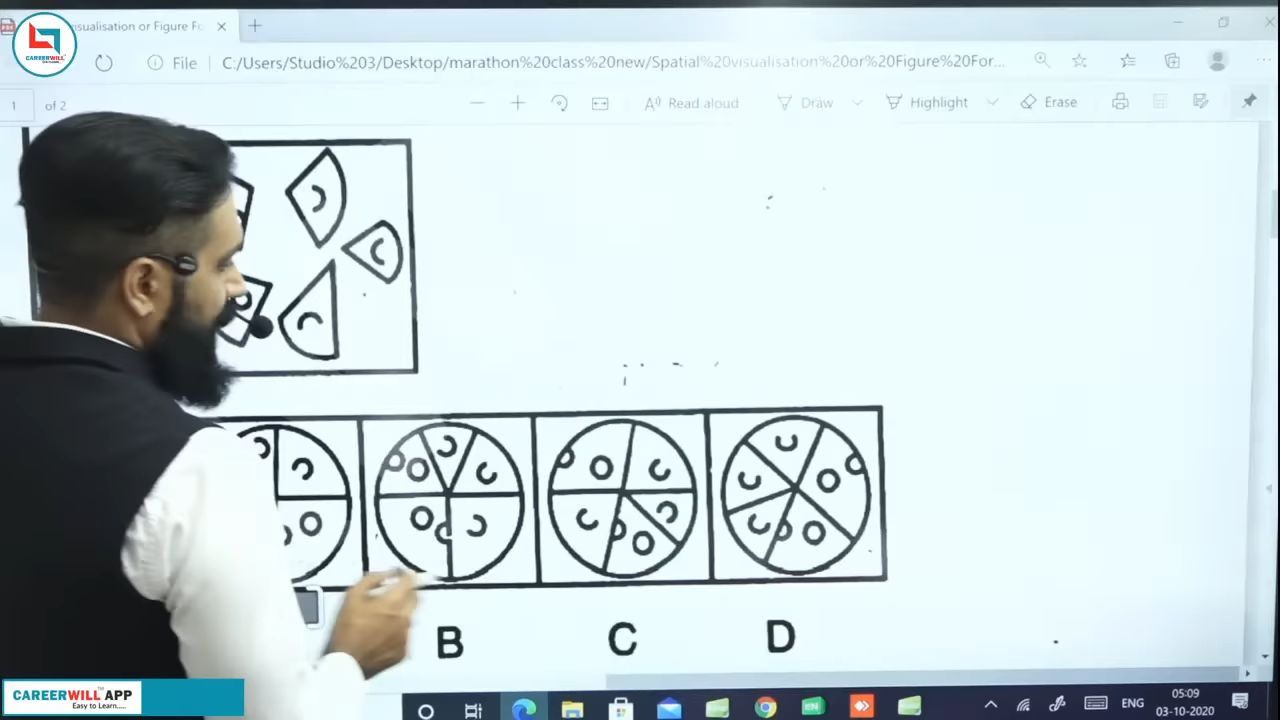 nsualisation or Figure Fo
CAREERWILL
File
C:/Users/Studio%203/Desktop/marathon%20class%20new/Spatial%20visualisation%20or%20Figure%20For...
1 of 2
Read aloud
Draw
Highlight
Erase
B
C
D
CAREERWILL APP
Easy to Learn.....
ENG
05:09
03-10-2020